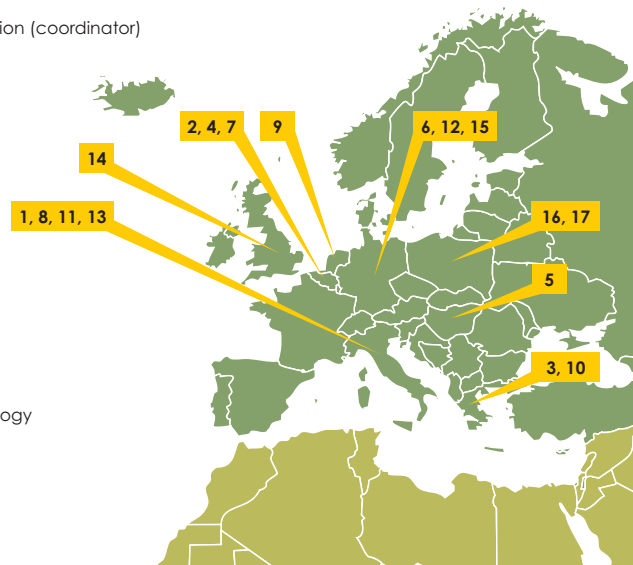 ion (coordinator)
2, 4, 7
9
6, 12, 15
14
1, 8, 11, 13
16, 17
5
3, 10
ogy